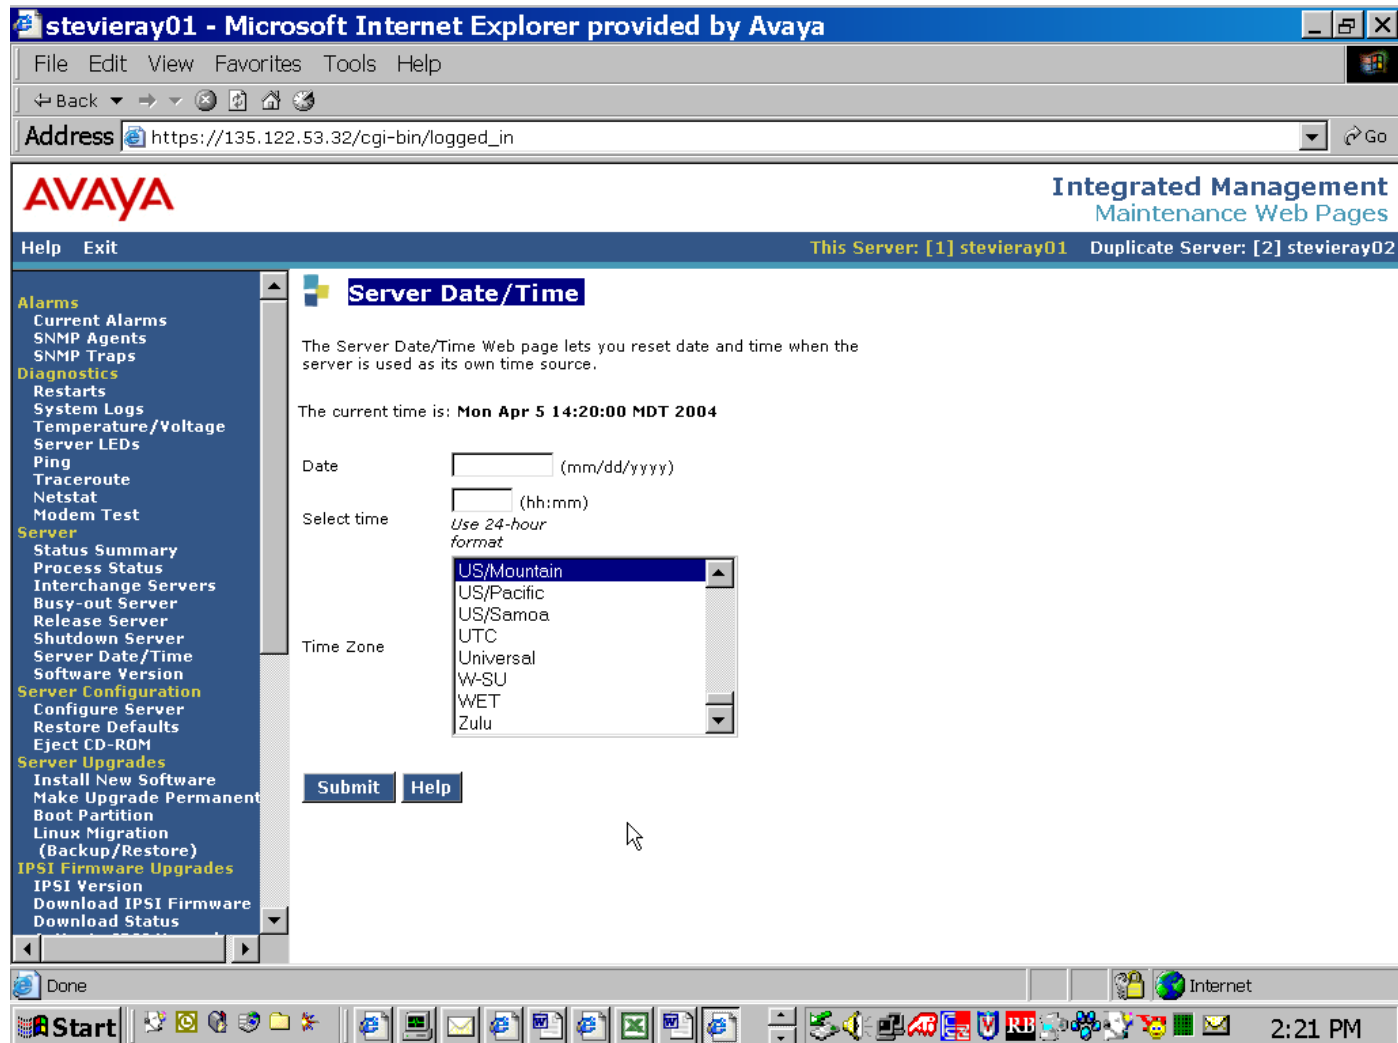 stevieray01 - Microsoft Internet Explorer provided by Avaya
File Edit View Favorites Tools Help
Back
Address https://135.122.53.32/cgi-bin/logged_in Go
AVAYA
Integrated Management
Maintenance Web Pages
Help Exit This Server: [1] stevieray01 Duplicate Server: [2] stevieray02
Alarms
Current Alarms
SNMP Agents
SNMP Traps
Diagnostics
Restarts
System Logs
Temperature/Voltage
Server LEDs
Ping
Traceroute
Netstat
Modem Test
Server
Status Summary
Process Status
Interchange Servers
Busy-out Server
Release Server
Shutdown Server
Server Date/Time
Software Version
Server Configuration
Configure Server
Restore Defaults
Eject CD-ROM
Server Upgrades
Install New Software
Make Upgrade Permanent
Boot Partition
Linux Migration
(Backup/Restore)
IPSI Firmware Upgrades
IPSI Version
Download IPSI Firmware
Download Status
Server Date/Time
The Server Date/Time Web page lets you reset date and time when the
server is used as its own time source.
The current time is: Mon Apr 5 14:20:00 MDT 2004
Date (mm/dd/yyyy)
Select time (hh:mm)
Use 24-hour
format
Time Zone
US/Mountain
US/Pacific
US/Samoa
UTC
Universal
W-SU
WET
Zulu
Submit Help
Done Internet
Start RB 2:21 PM